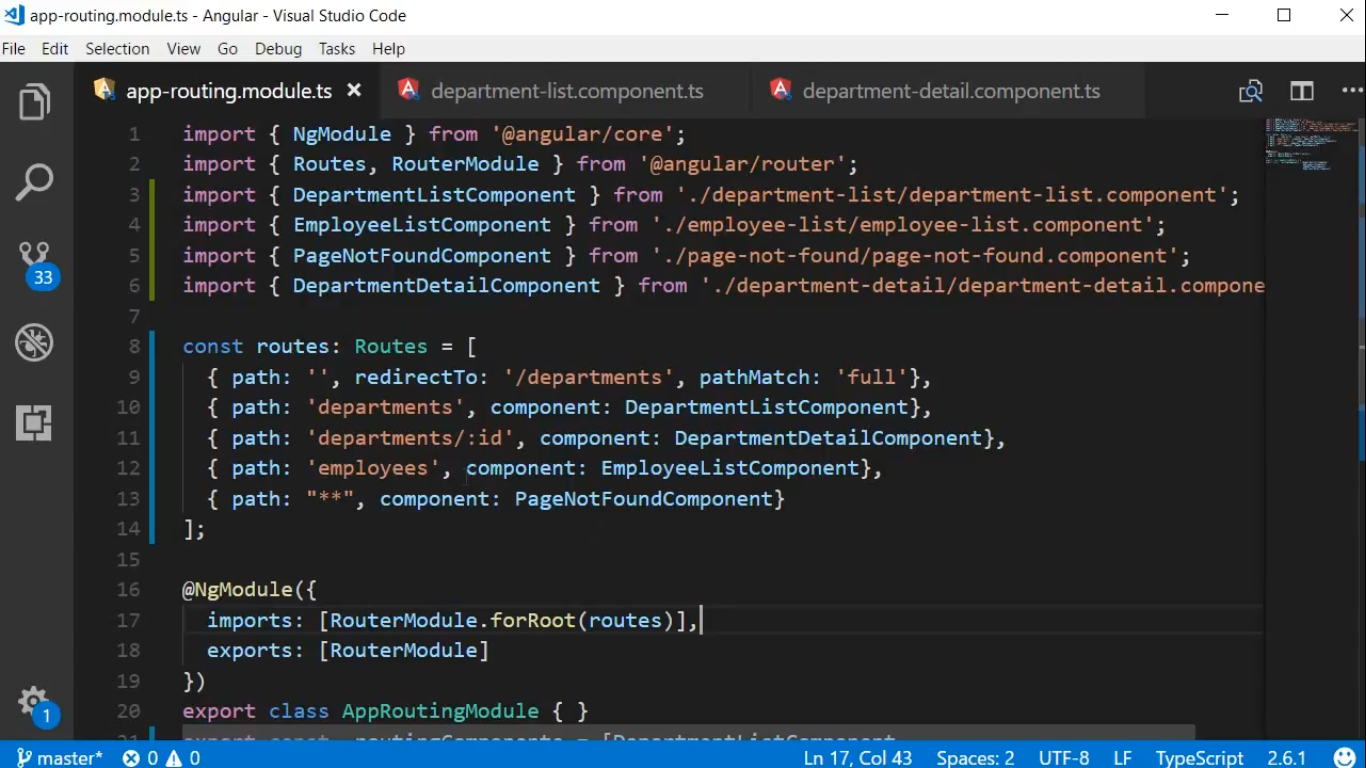 app-routing.module.ts - Angular - Visual Studio Code
File Edit Selection View Go Debug Tasks Help
app-routing.module.ts department-list.component.ts department-detail.component.ts
1 import { NgModule } from '@angular/core';
2 import { Routes, RouterModule } from '@angular/router';
3 import { DepartmentListComponent } from './department-list/department-list.component';
4 import { EmployeeListComponent } from './employee-list/employee-list.component';
5 import { PageNotFoundComponent } from './page-not-found/page-not-found.component';
6 import { DepartmentDetailComponent } from './department-detail/department-detail.compone
7
8 const routes: Routes = [
9 { path: '', redirectTo: '/departments', pathMatch: 'full'},
10 { path: 'departments', component: DepartmentListComponent},
11 { path: 'departments/:id', component: DepartmentDetailComponent},
12 { path: 'employees', component: EmployeeListComponent},
13 { path: "**", component: PageNotFoundComponent}
14 ];
15
16 @NgModule({
17 imports: [RouterModule.forRoot(routes)],
18 exports: [RouterModule]
19 })
20 export class AppRoutingModule { }
21 export const routingComponents = [DepartmentListComponent
33
1
master* 0 0 Ln 17, Col 43 Spaces: 2 UTF-8 LF TypeScript 2.6.1